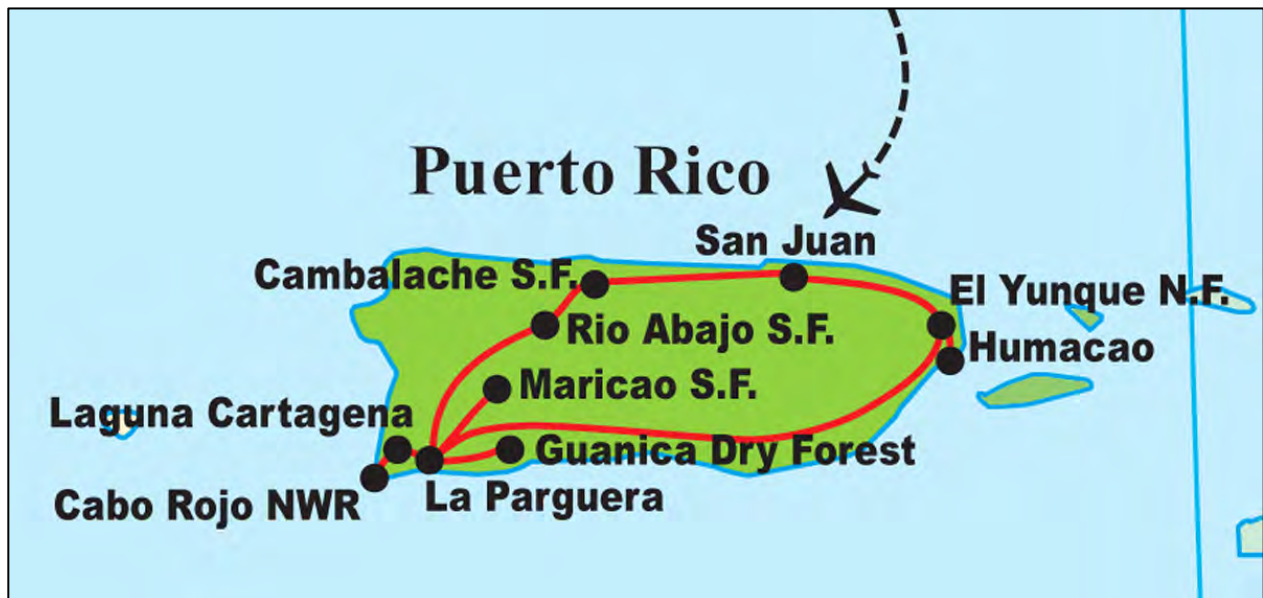 Puerto Rico
San Juan
Cambalache S.F.
El Yunque N.F.
Rio Abajo S.F.
Humacao
Maricao S.F.
Laguna Cartagena
Guanica Dry Forest
La Parguera
Cabo Rojo NWR